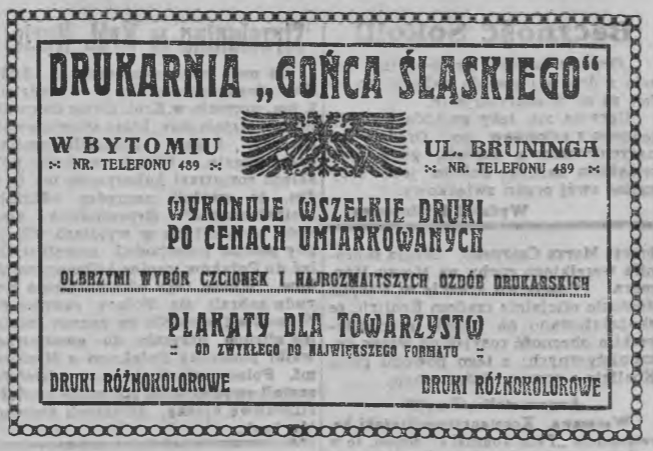 DRUKARNIA „GOŃCA ŚLĄSKIEGO“
W BYTOMIU
NR. TELEFONU 489
UL. BRUNINGA
NR. TELEFONU 489
WYKONUJE WSZELKIE DRUKI
PO CENACH UMIARKOWANYCH
OLBRZYMI WYBÓR CZCIONEK I NAJROZMAITSZYCH OZDÓB DRUKARSKICH
PLAKATY DLA TOWARZYSTW
OD ZWYKŁEGO DO NAJWIĘKSZEGO FORMATU
DRUKI RÓŻNOKOLOROWE
DRUKI RÓŻNOKOLOROWE